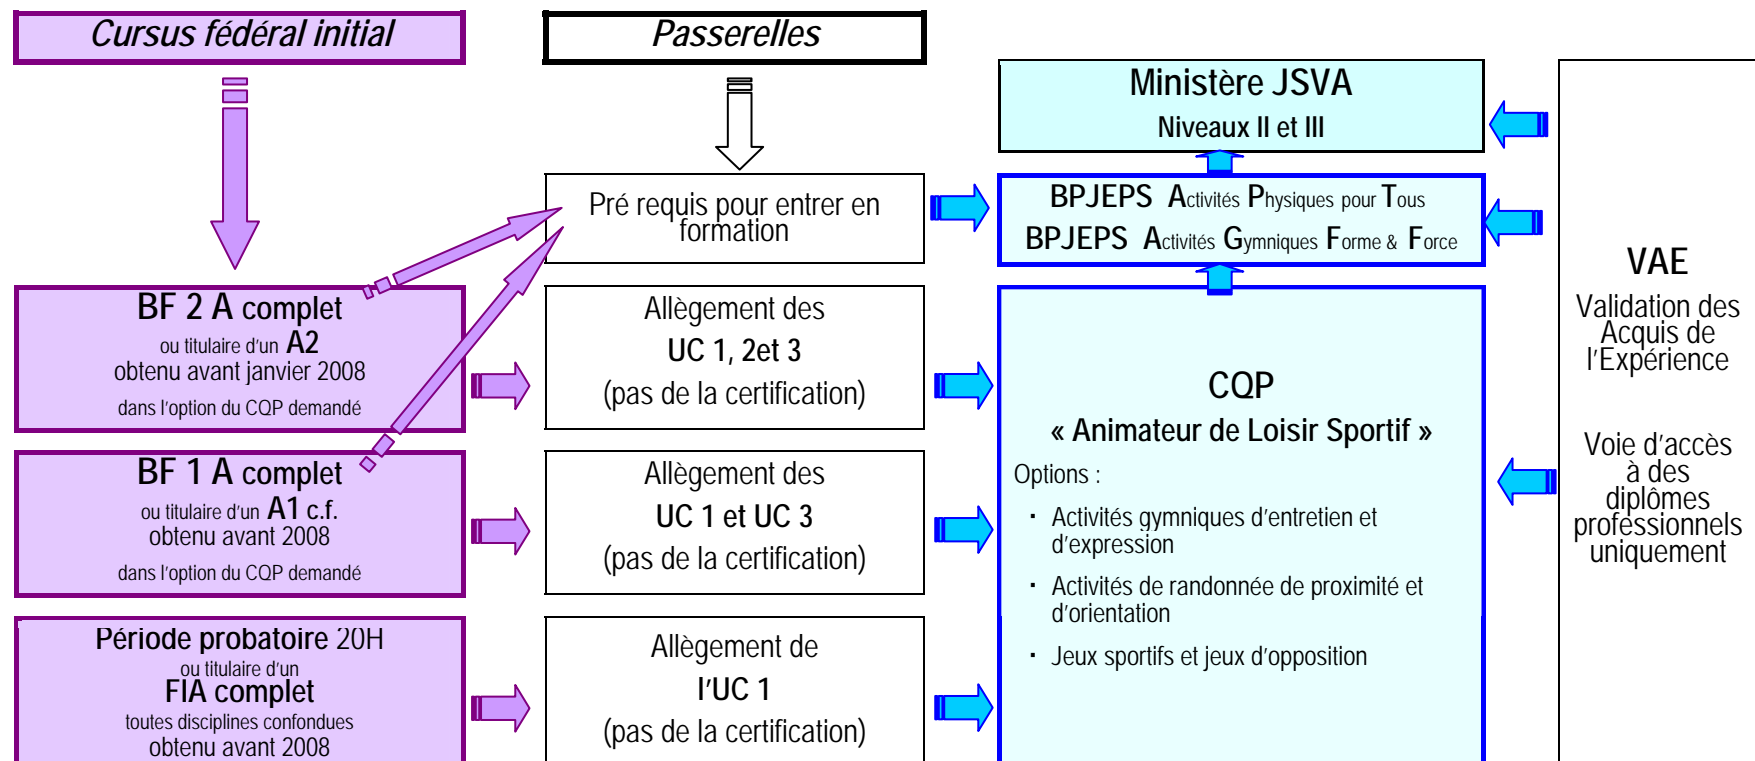 Cursus fédéral initial
Passerelles
Ministère JSVA
Niveaux II et III
Pré requis pour entrer en
formation
BPJEPS Activités Physiques pour Tous
BPJEPS Activités Gymniques Forme & Force
BF 2 A complet
ou titulaire d'un A2
obtenu avant janvier 2008
dans l'option du CQP demandé
Allègement des
UC 1, 2et 3
(pas de la certification)
BF 1 A complet
ou titulaire d'un A1 c.f.
obtenu avant 2008
dans l'option du CQP demandé
Allègement des
UC 1 et UC 3
(pas de la certification)
Période probatoire 20H
ou titulaire d'un
FIA complet
toutes disciplines confondues
obtenu avant 2008
Allègement de
l'UC 1
(pas de la certification)
CQP
« Animateur de Loisir Sportif »
Options :
· Activités gymniques d'entretien et
d'expression
· Activités de randonnée de proximité et
d'orientation
· Jeux sportifs et jeux d'opposition
VAE
Validation des
Acquis de
l'Expérience
Voie d'accès
à des
diplômes
professionnels
uniquement